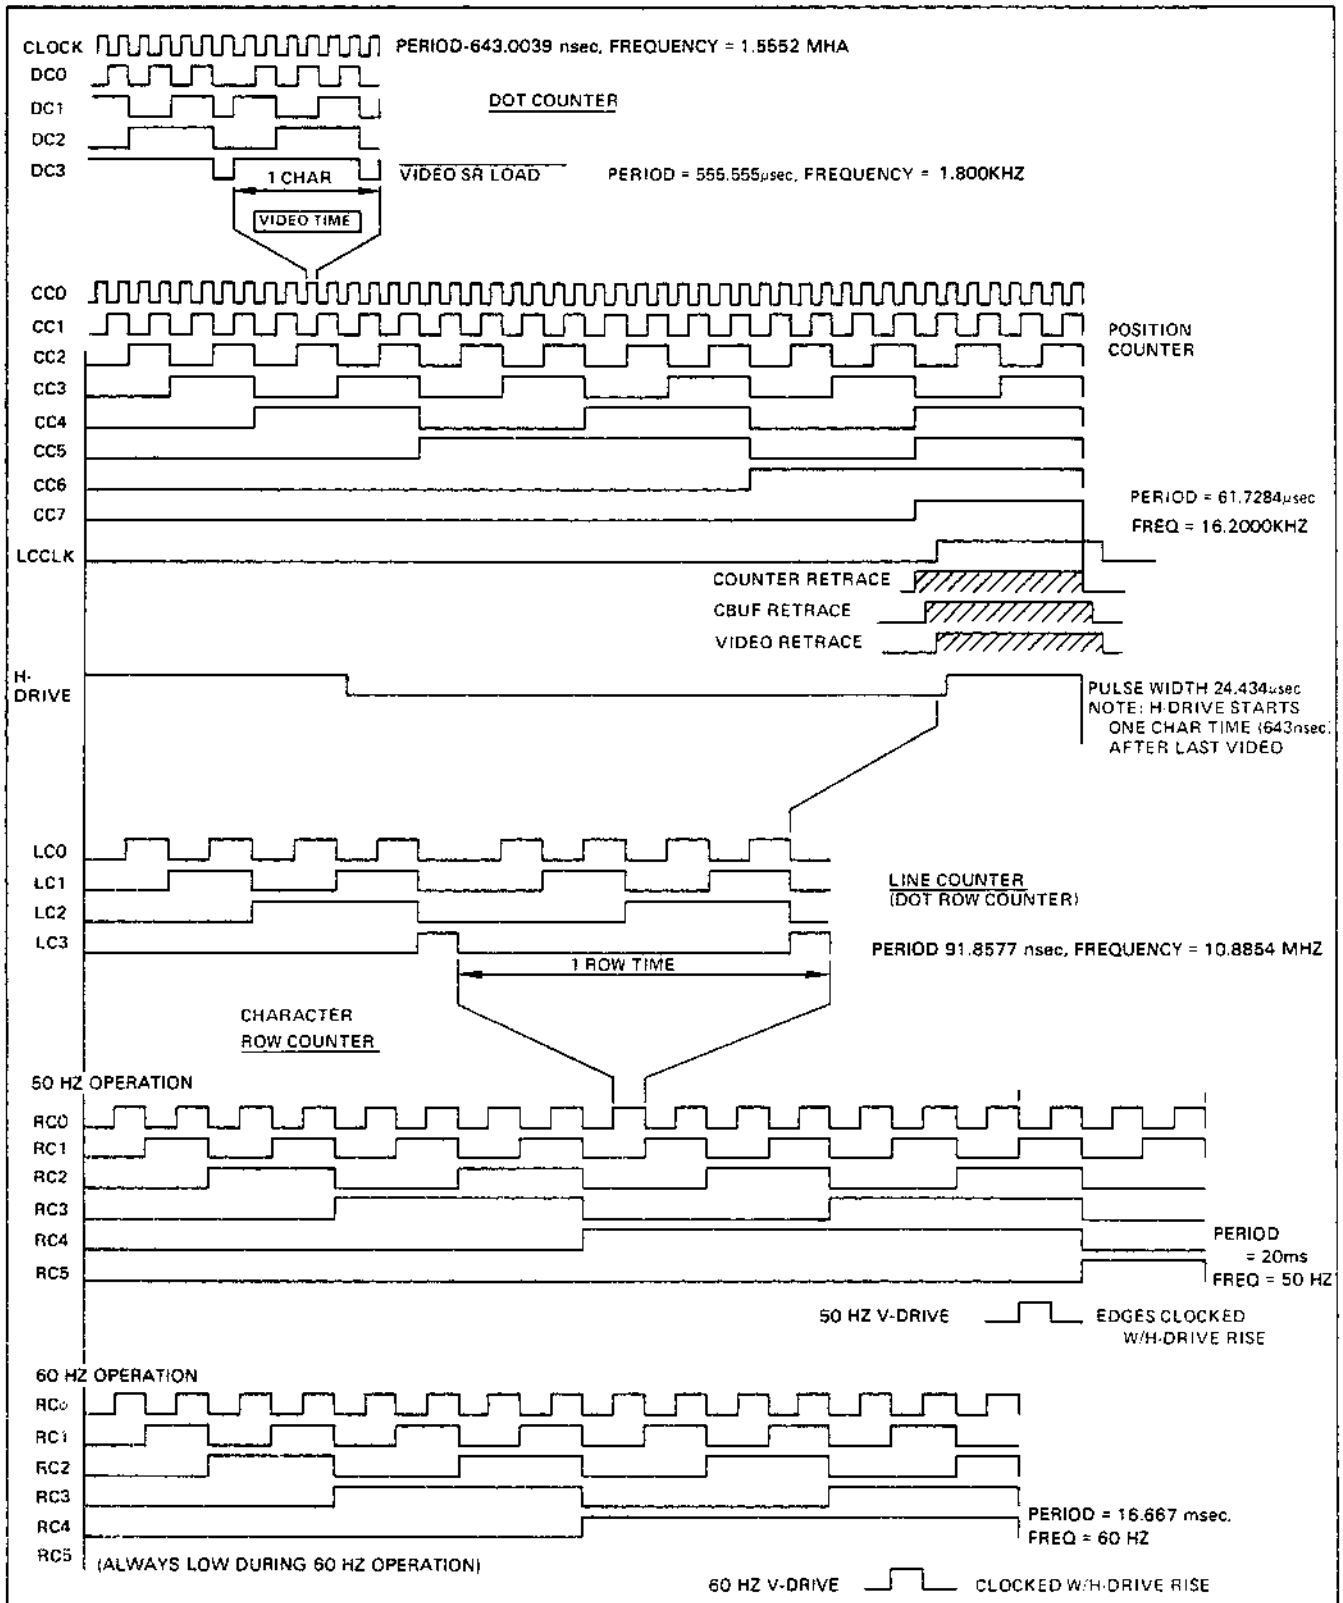 CLOCK PERIOD-643.0039 nsec, FREQUENCY = 1.5552 MHA
DC0
DC1 DOT COUNTER
DC2
DC3 VIDEO SR LOAD PERIOD = 555.555µsec, FREQUENCY = 1.800KHZ
1 CHAR
VIDEO TIME
CC0
CC1 POSITION
COUNTER
CC2
CC3
CC4
CC5
CC6
PERIOD = 61.7284µsec
CC7
FREQ = 16.2000KHZ
LCCLK
COUNTER RETRACE
CBUF RETRACE
VIDEO RETRACE
H-
DRIVE
PULSE WIDTH 24.434µsec
NOTE: H-DRIVE STARTS
ONE CHAR TIME (643nsec)
AFTER LAST VIDEO
LC0
LC1 LINE COUNTER
(DOT ROW COUNTER)
LC2
LC3 PERIOD 91.8577 nsec, FREQUENCY = 10.8854 MHZ
1 ROW TIME
CHARACTER
ROW COUNTER
50 HZ OPERATION
RC0
RC1
RC2
RC3
RC4 PERIOD
= 20ms
RC5 FREQ = 50 HZ
50 HZ V-DRIVE EDGES CLOCKED
W/H-DRIVE RISE
60 HZ OPERATION
RC0
RC1
RC2
RC3
RC4 PERIOD = 16.667 msec.
FREQ = 60 HZ
RC5 (ALWAYS LOW DURING 60 HZ OPERATION)
60 HZ V-DRIVE CLOCKED W/H-DRIVE RISE